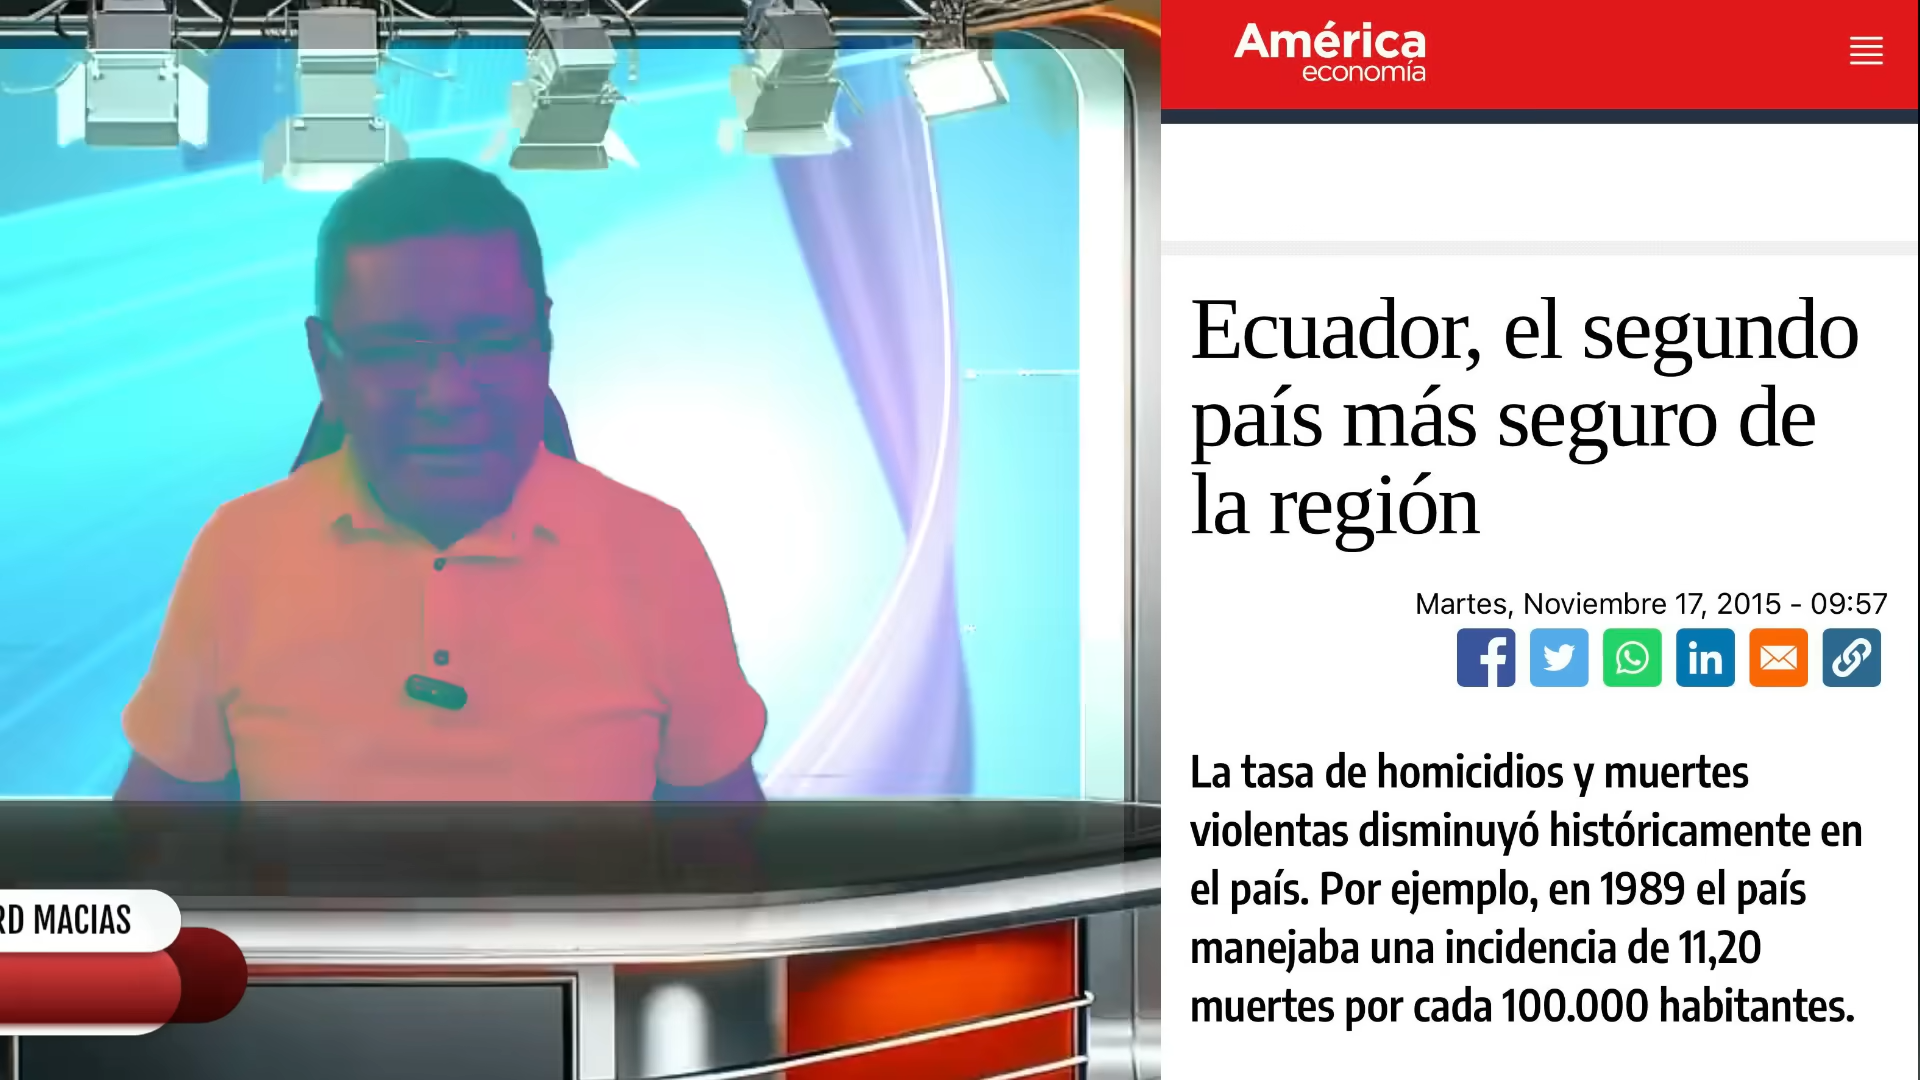 RD MACIAS
América
economía
Ecuador, el segundo
país más seguro de
la región
Martes, Noviembre 17, 2015 - 09:57
La tasa de homicidios y muertes
violentas disminuyó históricamente en
el país. Por ejemplo, en 1989 el país
manejaba una incidencia de 11,20
muertes por cada 100.000 habitantes.